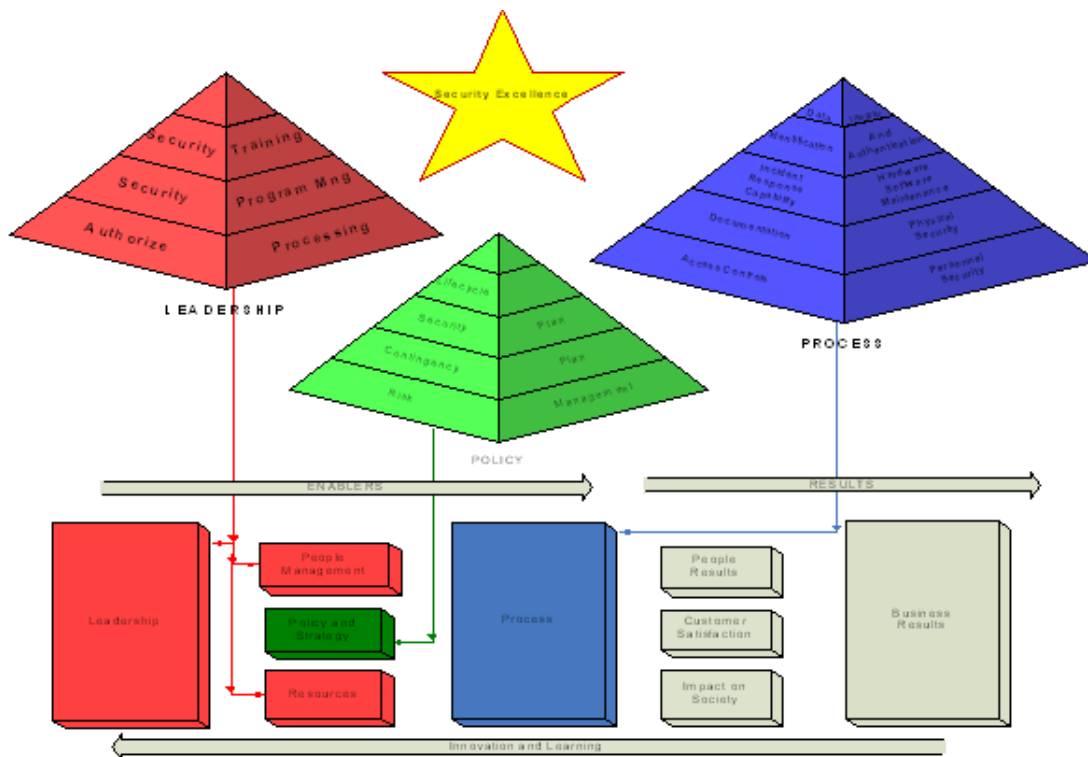 Security Excellence
Security Training
Security Program Mng
Authorize Processing
LEADERSHIP
Data
Identification And Authentication
Incident Response Capability
Hardware Software Maintenance
Documentation
Physical Security
Access Controls
Personnel Security
PROCESS
Lifecycle
Security Plan
Contingency Plan
Risk Management
POLICY
ENABLERS
RESULTS
Leadership
People
Management
Policy and
Strategy
Resources
Process
People
Results
Customer
Satisfaction
Impact on
Society
Business
Results
Innovation and Learning